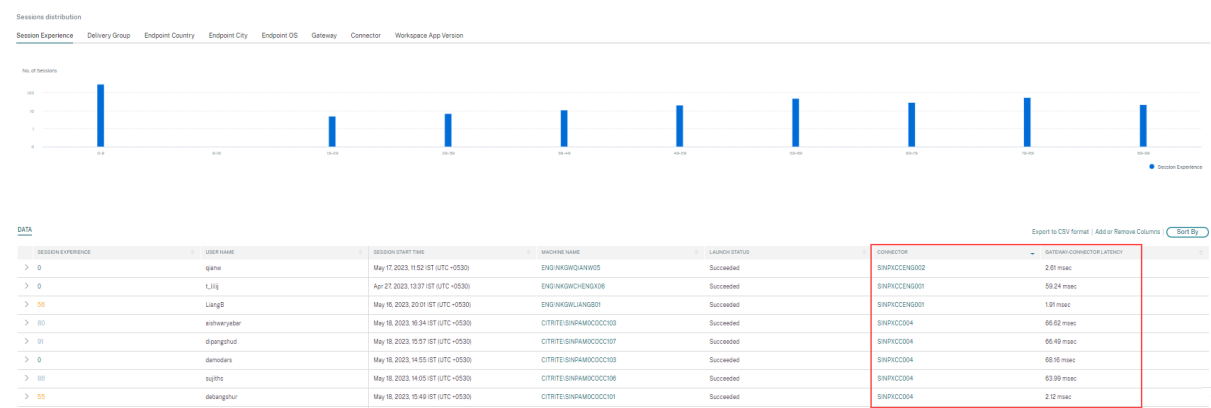 Sessions distribution
Session Experience Delivery Group Endpoint Country Endpoint City Endpoint OS Gateway Connector Workspace App Version
No. of Sessions
100
10
1
0
Session Experience
DATA
Export to CSV format | Add or Remove Columns | Sort By
SESSION EXPERIENCE USER NAME SESSION START TIME MACHINE NAME LAUNCH STATUS CONNECTOR GATEWAY-CONNECTOR LATENCY
0 qianw May 17, 2023, 11:52 IST (UTC +0530) ENG\NKGWQIANW05 Succeeded SINPXCCENG002 2.61 msec
0 Apr 27, 2023, 13:37 IST (UTC +0530) ENG\NKGWCHENGX06 Succeeded SINPXCCENG001 59.24 msec
56 LiangB May 16, 2023, 20:01 IST (UTC +0530) ENG\NKGWLIANGB01 Succeeded SINPXCCENG001 1.91 msec
80 aishwaryabar May 18, 2023, 16:34 IST (UTC +0530) CITRITE\SINPAM0COCC103 Succeeded SINPXCC004 66.62 msec
81 dipangshud May 18, 2023, 15:57 IST (UTC +0530) CITRITE\SINPAM0COCC107 Succeeded SINPXCC004 66.49 msec
0 damodars May 18, 2023, 14:55 IST (UTC +0530) CITRITE\SINPAM0COCC103 Succeeded SINPXCC004 68.16 msec
88 sujiths May 18, 2023, 14:05 IST (UTC +0530) CITRITE\SINPAM0COCC106 Succeeded SINPXCC004 63.99 msec
55 debangshur May 18, 2023, 15:49 IST (UTC +0530) CITRITE\SINPAM0COCC101 Succeeded SINPXCC004 2.12 msec